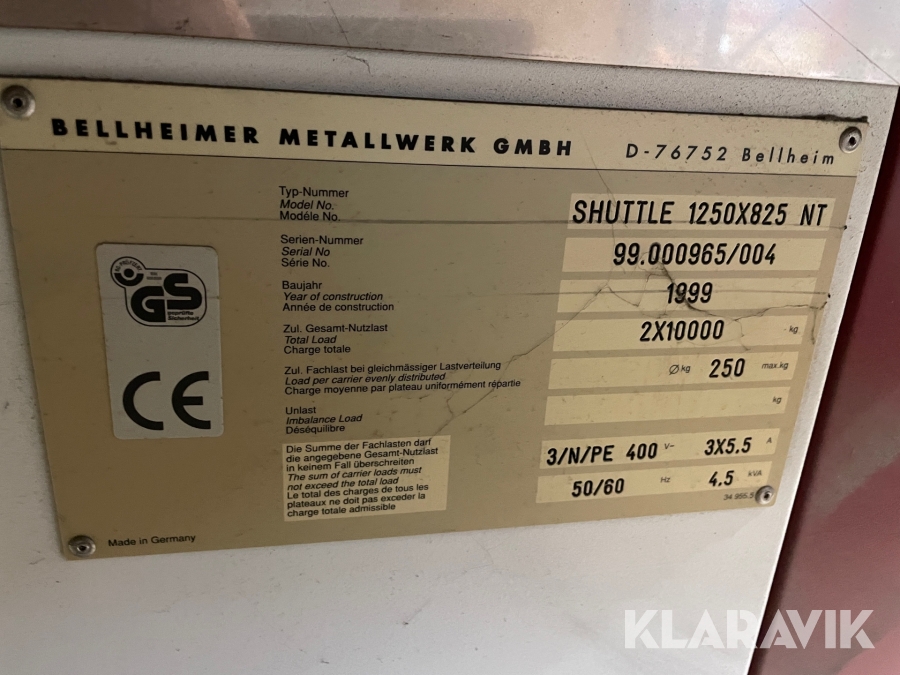 BELLHEIMER METALLWERK GMBH D-76752 Bellheim
Typ-Nummer
Model No.
Modéle No.
SHUTTLE 1250X825 NT
Serien-Nummer
Serial No
Série No.
99.000965/004
Baujahr
Year of construction
Année de construction
1999
Zul. Gesamt-Nutzlast
Total Load
Charge totale
2X10000 kg
Zul. Fachlast bei gleichmässiger Lastverteilung
Load per carrier evenly distributed
Charge moyenne par plateau uniformément répartie
Ø kg 250 max.kg
Unlast
Imbalance Load
Déséquilibre
kg
Die Summe der Fachlasten darf
die angegebene Gesamt-Nutzlast
in keinem Fall überschreiten
The sum of carrier loads must
not exceed the total load
Le total des charges de tous les
plateaux ne doit pas exceder la
charge totale admissible
3/N/PE 400 V~ 3X5.5 A
50/60 Hz 4.5 kVA
34 955.5
GS
geprüfte
Sicherheit
CE
Made in Germany
KLARAVIK